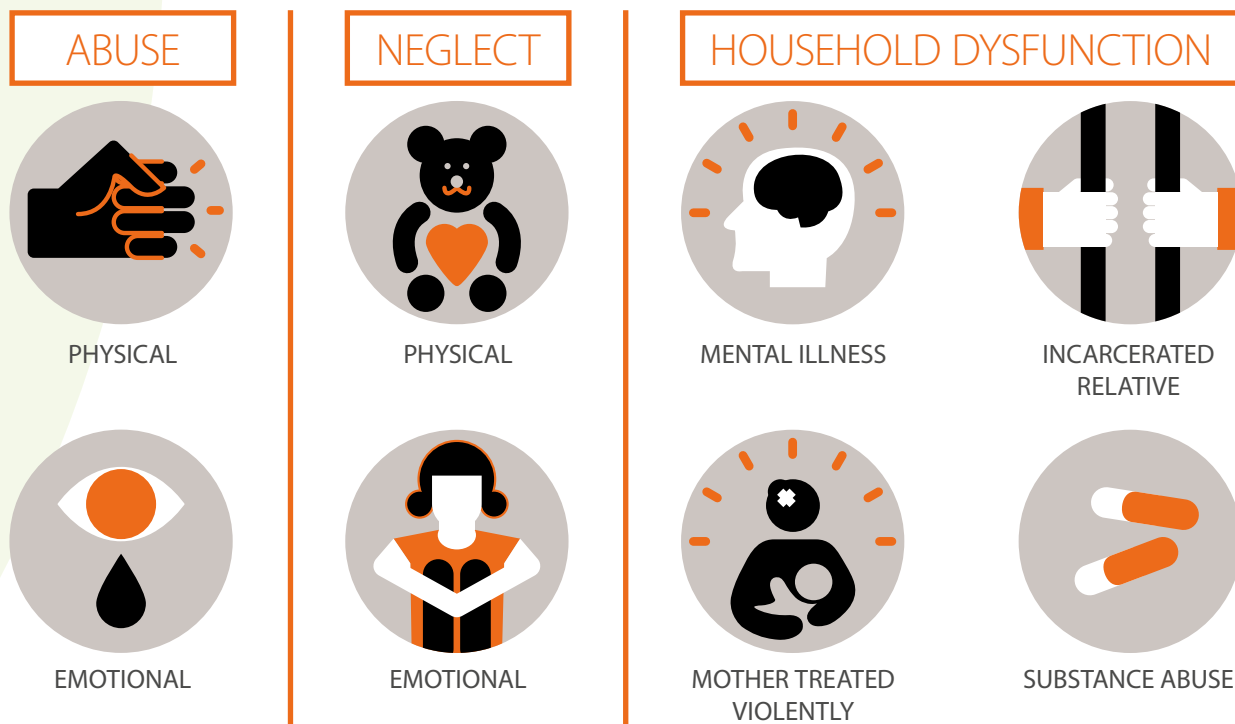 ABUSE
NEGLECT
HOUSEHOLD DYSFUNCTION
PHYSICAL
PHYSICAL
MENTAL ILLNESS
INCARCERATED
RELATIVE
EMOTIONAL
EMOTIONAL
MOTHER TREATED
VIOLENTLY
SUBSTANCE ABUSE